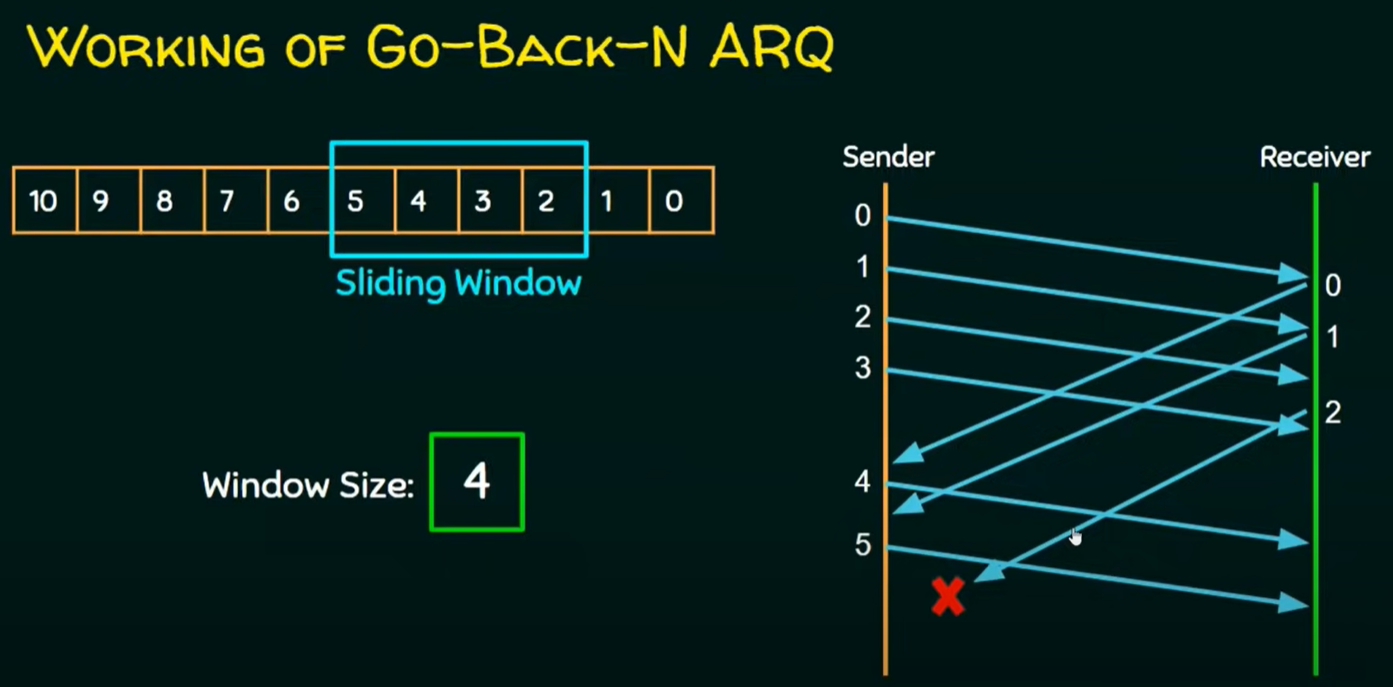 WORKING OF GO-BACK-N ARQ
10 9 8 7 6 5 4 3 2 1 0
Sliding Window
Window Size: 4
Sender Receiver
0
0
1
1
2
3
2
4
5